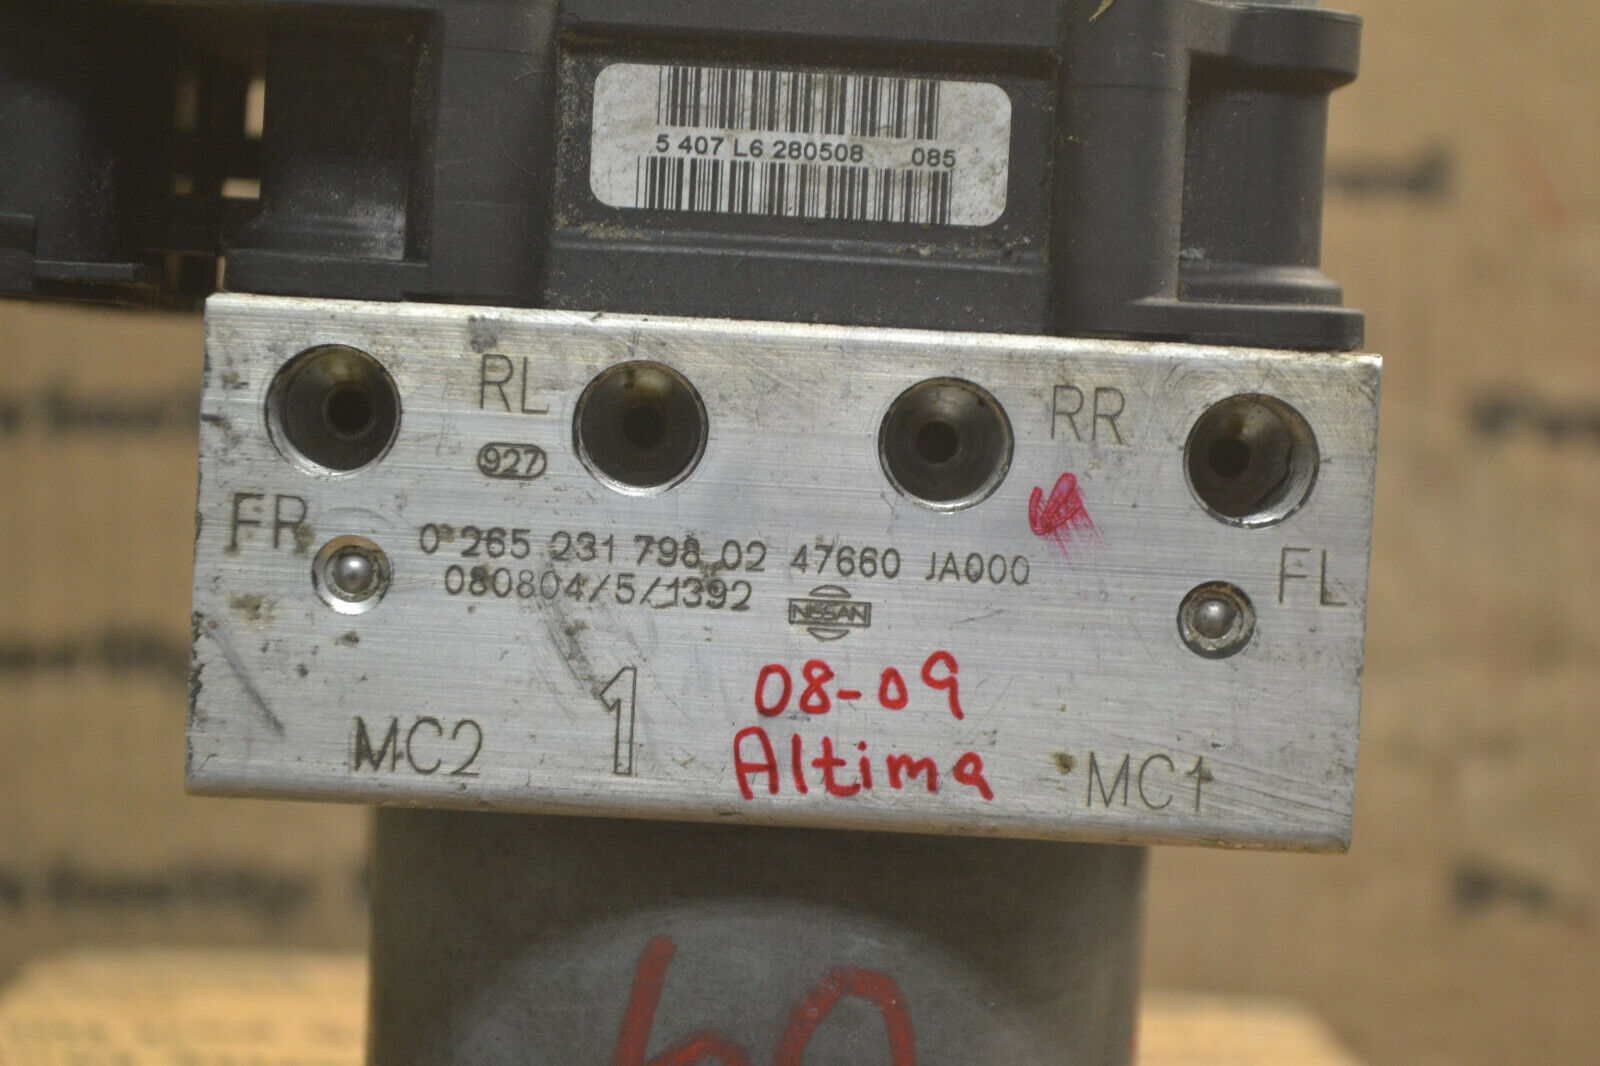 5 407 L6 280508 085
RL
RR
927
FR
0 265 231 798 02 47660 JA000
FL
080804/5/1392
NISSAN
08-09
Altima
MC2
1
MC1